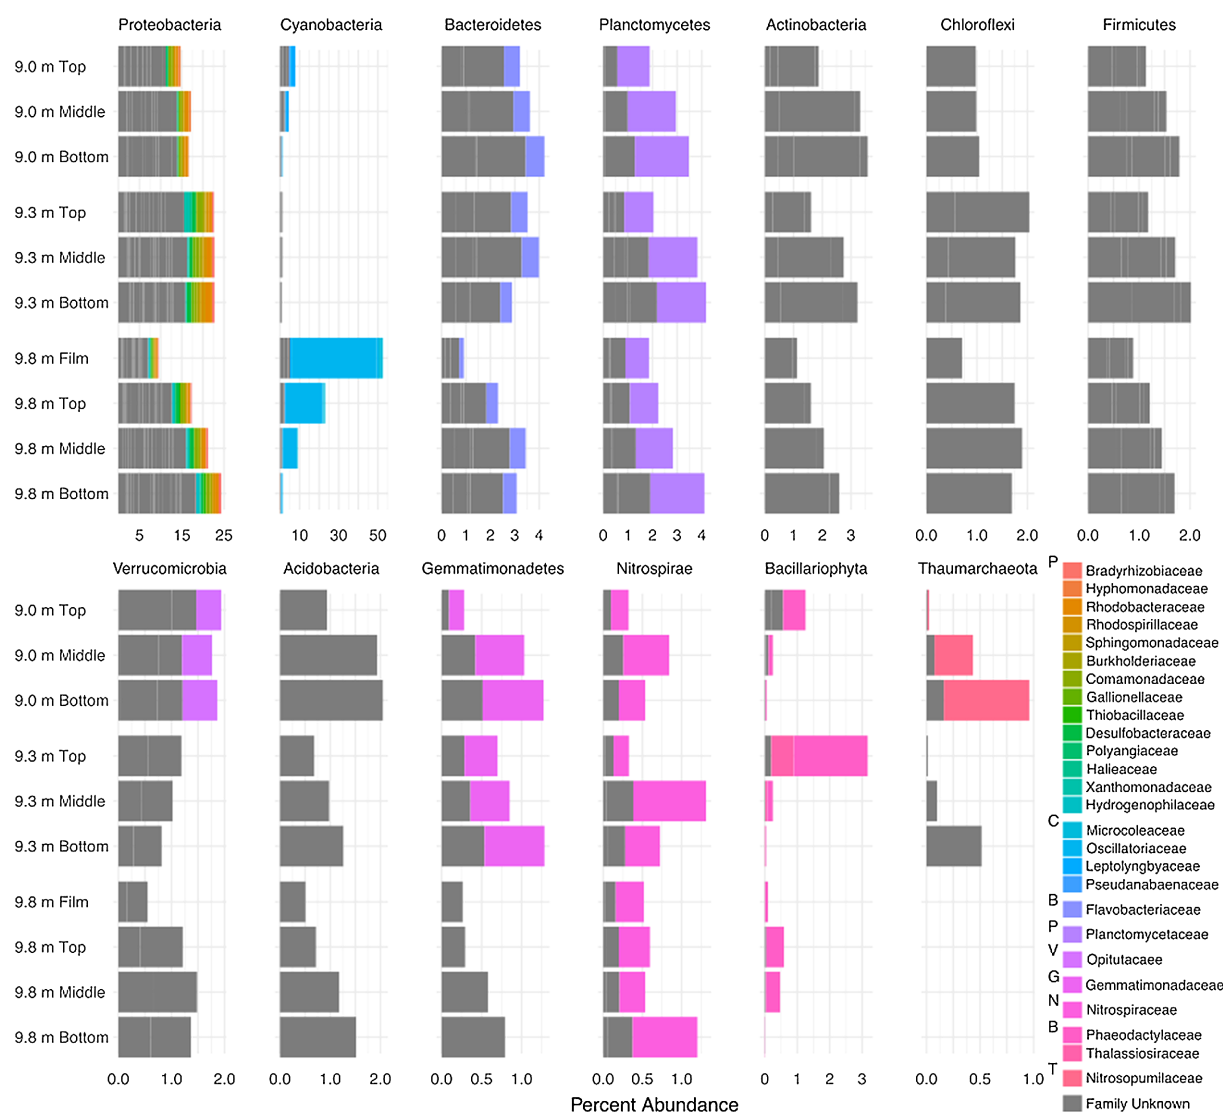 Proteobacteria Cyanobacteria Bacteroidetes Planctomycetes Actinobacteria Chloroflexi Firmicutes
9.0 m Top
9.0 m Middle
9.0 m Bottom
9.3 m Top
9.3 m Middle
9.3 m Bottom
9.8 m Film
9.8 m Top
9.8 m Middle
9.8 m Bottom
5 15 25 10 30 50 0 1 2 3 4 0 1 2 3 4 0 1 2 3 0.0 1.0 2.0 0.0 1.0 2.0
Verrucomicrobia Acidobacteria Gemmatimonadetes Nitrospirae Bacillariophyta Thaumarchaeota
9.0 m Top
9.0 m Middle
9.0 m Bottom
9.3 m Top
9.3 m Middle
9.3 m Bottom
9.8 m Film
9.8 m Top
9.8 m Middle
9.8 m Bottom
0.0 1.0 2.0 0.0 1.0 2.0 0.0 0.5 1.0 0.0 1.0 0 1 2 3 0.0 0.5 1.0
Percent Abundance
P
Bradyrhizobiaceae
Hyphomonadaceae
Rhodobacteraceae
Rhodospirillaceae
Sphingomonadaceae
Burkholderiaceae
Comamonadaceae
Gallionellaceae
Thiobacillaceae
Desulfobacteraceae
Polyangiaceae
Halieaceae
Xanthomonadaceae
Hydrogenophilaceae
C
Microcoleaceae
Oscillatoriaceae
Leptolyngbyaceae
Pseudanabaenaceae
B
Flavobacteriaceae
P
Planctomycetaceae
V
Opitutacaee
G
Gemmatimonadaceae
N
Nitrospiraceae
B
Phaeodactylaceae
Thalassiosiraceae
T
Nitrosopumilaceae
Family Unknown